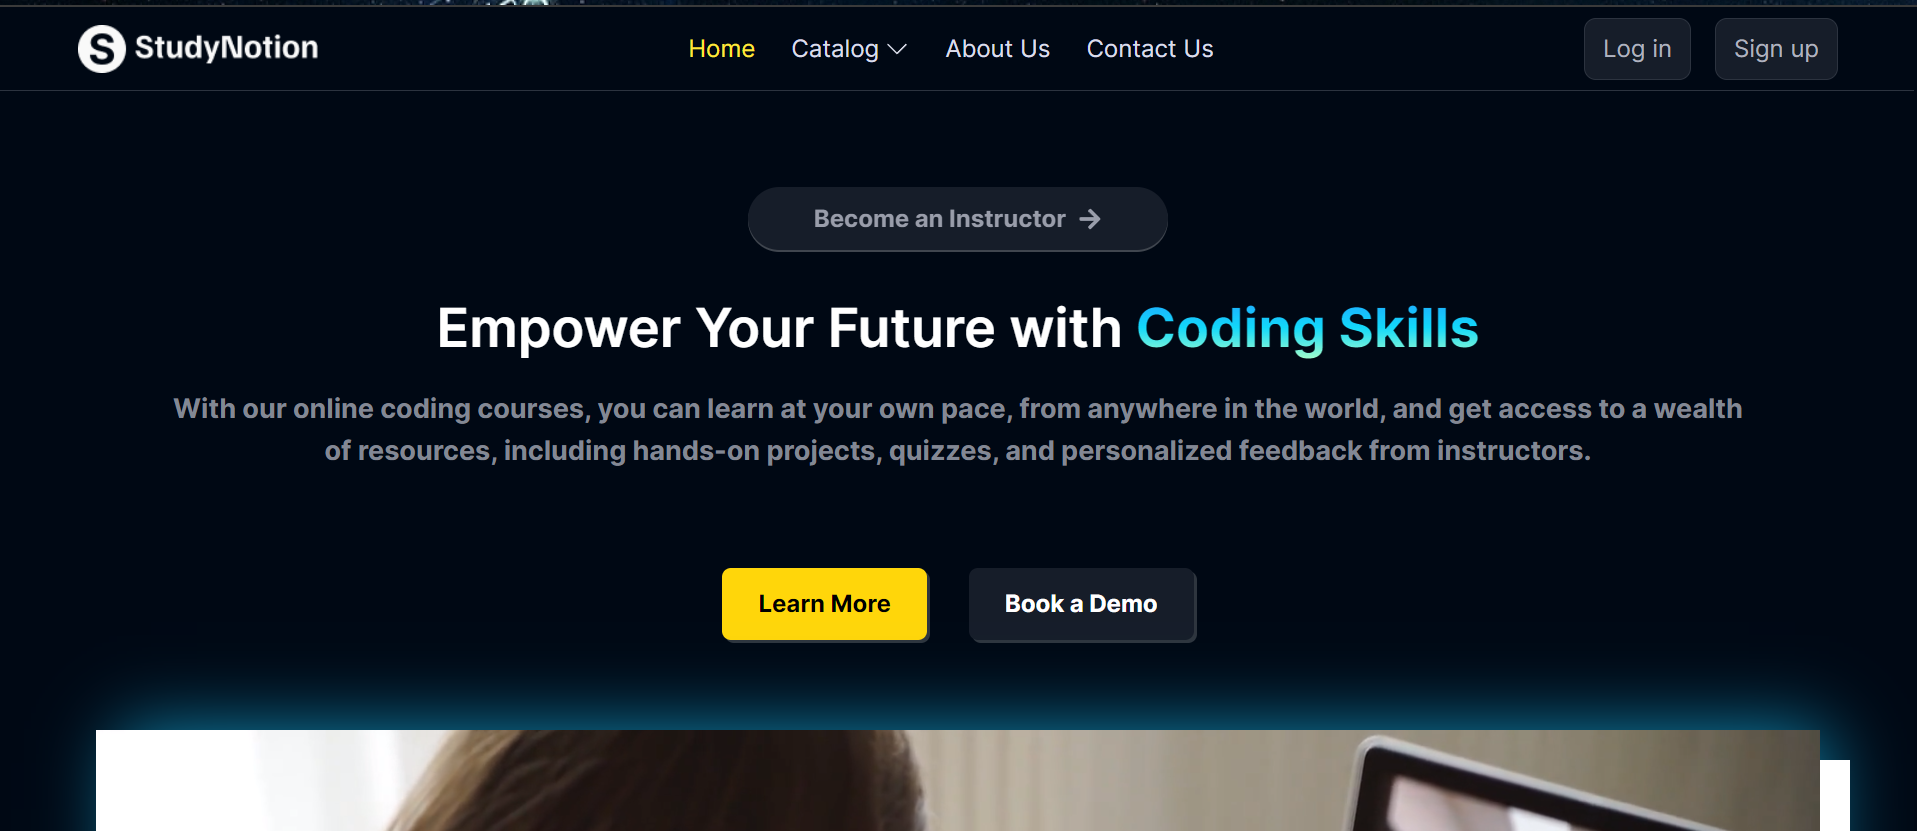 S StudyNotion
Home Catalog About Us Contact Us
Log in Sign up
Become an Instructor →
Empower Your Future with Coding Skills
With our online coding courses, you can learn at your own pace, from anywhere in the world, and get access to a wealth
of resources, including hands-on projects, quizzes, and personalized feedback from instructors.
Learn More Book a Demo